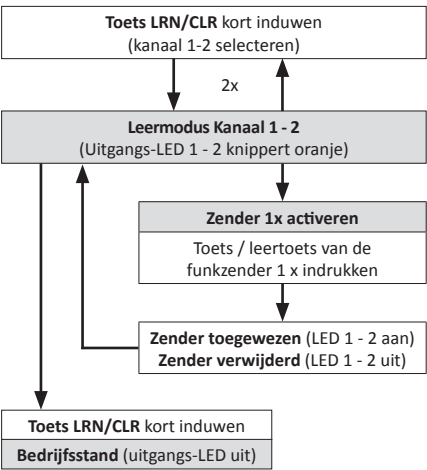 Toets LRN/CLR kort induwen
(kanaal 1-2 selecteren)
2x
Leermodus Kanaal 1 - 2
(Uitgangs-LED 1 - 2 knippert oranje)
Zender 1x activeren
Toets / leertoets van de
funkzender 1 x indrukken
Zender toegewezen (LED 1 - 2 aan)
Zender verwijderd (LED 1 - 2 uit)
Toets LRN/CLR kort induwen
Bedrijfsstand (uitgangs-LED uit)